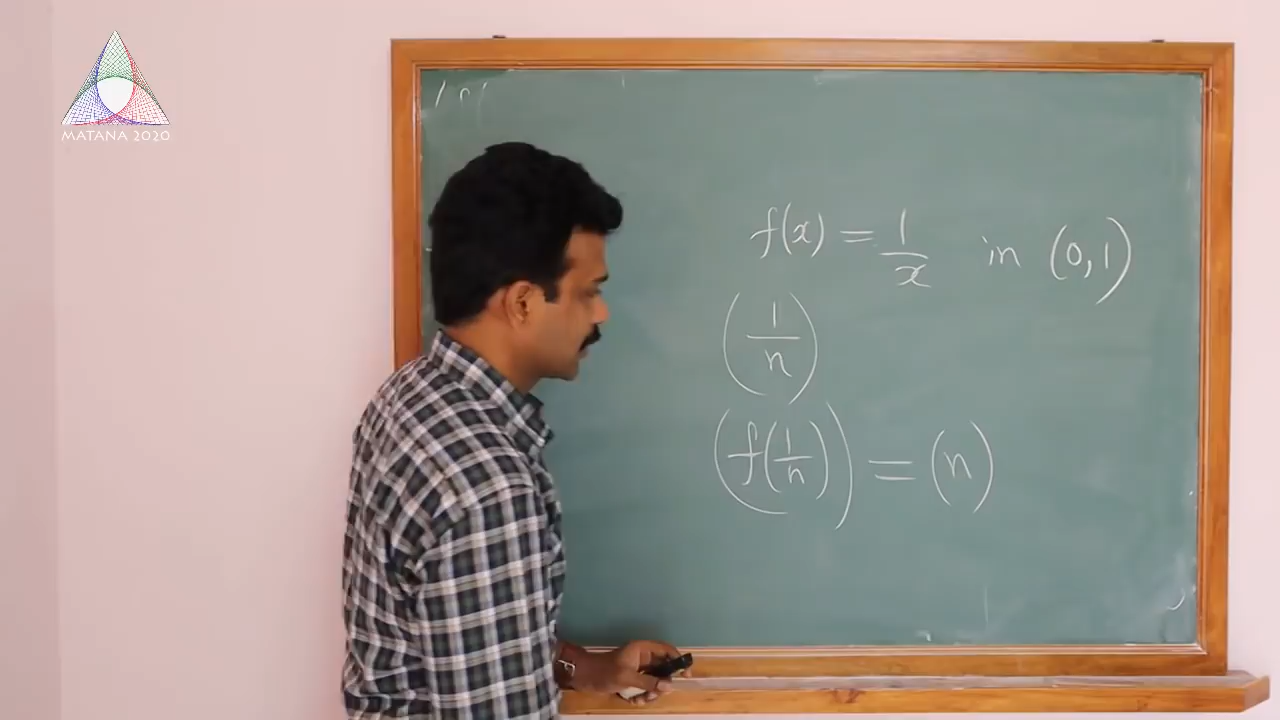 MATANA 2020
f(x) = 1/x in (0,1)
(1/n)
(f(1/n)) = (n)